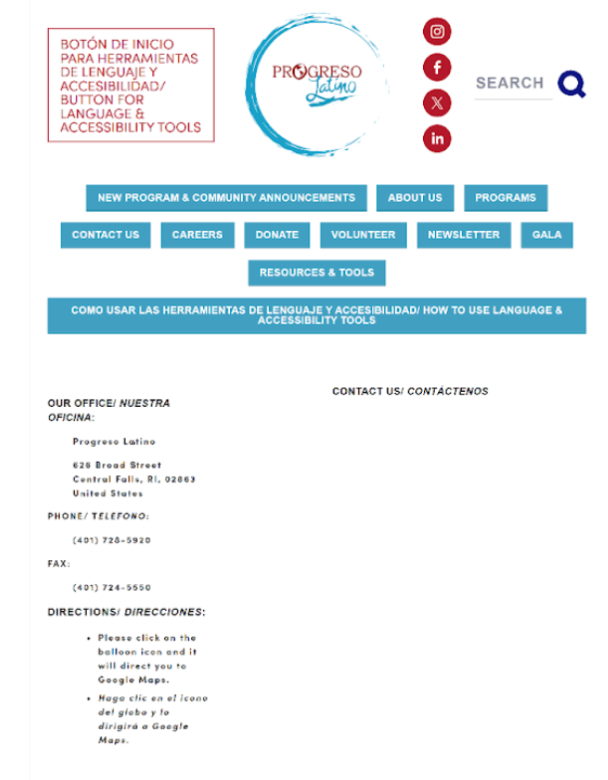 BOTÓN DE INICIO
PARA HERRAMIENTAS
DE LENGUAJE Y
ACCESIBILIDAD/
BUTTON FOR
LANGUAGE &
ACCESSIBILITY TOOLS
PROGRESO
Latino
SEARCH
NEW PROGRAM & COMMUNITY ANNOUNCEMENTS
ABOUT US
PROGRAMS
CONTACT US
CAREERS
DONATE
VOLUNTEER
NEWSLETTER
GALA
RESOURCES & TOOLS
COMO USAR LAS HERRAMIENTAS DE LENGUAJE Y ACCESIBILIDAD/ HOW TO USE LANGUAGE &
ACCESSIBILITY TOOLS
OUR OFFICE/ NUESTRA
OFICINA:
Progreso Latino
626 Broad Street
Central Falls, RI, 02863
United States
PHONE/ TELEFONO:
(401) 728-5920
FAX:
(401) 724-5550
DIRECTIONS/ DIRECCIONES:
• Please click on the
balloon icon and it
will direct you to
Google Maps.
• Haga clic en el icono
del globo y lo
dirigirá a Google
Maps.
CONTACT US/ CONTÁCTENOS